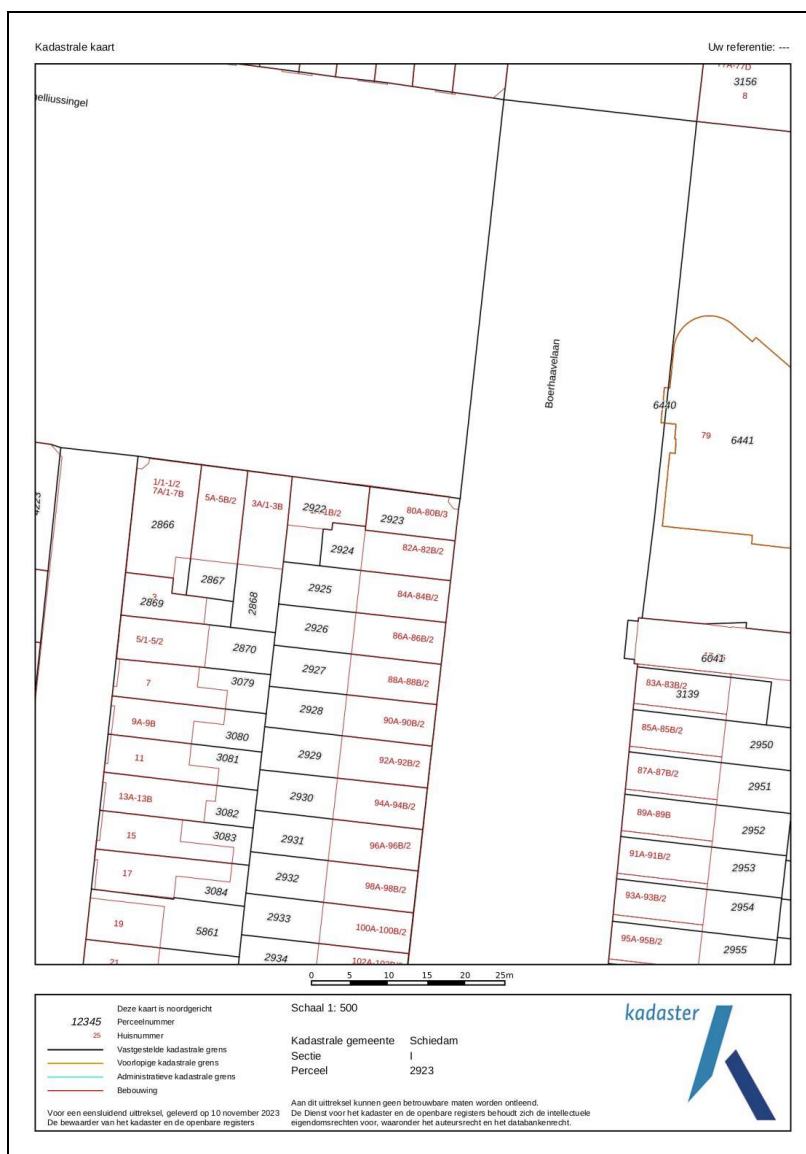 Kadastrale kaart
Uw referentie: ---
3156
8
Boerhaavelaan
6440
79
6441
4223
1/1-1/2
7A/1-7B
2866
5A-5B/2
3A/1-3B
2922
2923
80A-80B/3
2924
82A-82B/2
2867
2868
3
2869
2925
84A-84B/2
2926
86A-86B/2
5/1-5/2
2870
2927
88A-88B/2
7
3079
2928
90A-90B/2
9A-9B
3080
2929
92A-92B/2
11
3081
2930
94A-94B/2
13A-13B
3082
2931
96A-96B/2
15
3083
2932
98A-98B/2
17
3084
2933
100A-100B/2
19
5861
2934
21
6041
83A-83B/2
3139
85A-85B/2
2950
87A-87B/2
2951
89A-89B
2952
91A-91B/2
2953
93A-93B/2
2954
95A-95B/2
2955
0 5 10 15 20 25m
12345
25
Deze kaart is noordgericht
Perceelnummer
Huisnummer
Vastgestelde kadastrale grens
Voorlopige kadastrale grens
Administratieve kadastrale grens
Bebouwing
Voor een eensluidend uittreksel, geleverd op 10 november 2023
De bewaarder van het kadaster en de openbare registers
Schaal 1: 500
Kadastrale gemeente Schiedam
Sectie I
Perceel 2923
Aan dit uittreksel kunnen geen betrouwbare maten worden ontleend.
De Dienst voor het kadaster en de openbare registers behoudt zich de intellectuele
eigendomsrechten voor, waaronder het auteursrecht en het databankenrecht.
kadaster